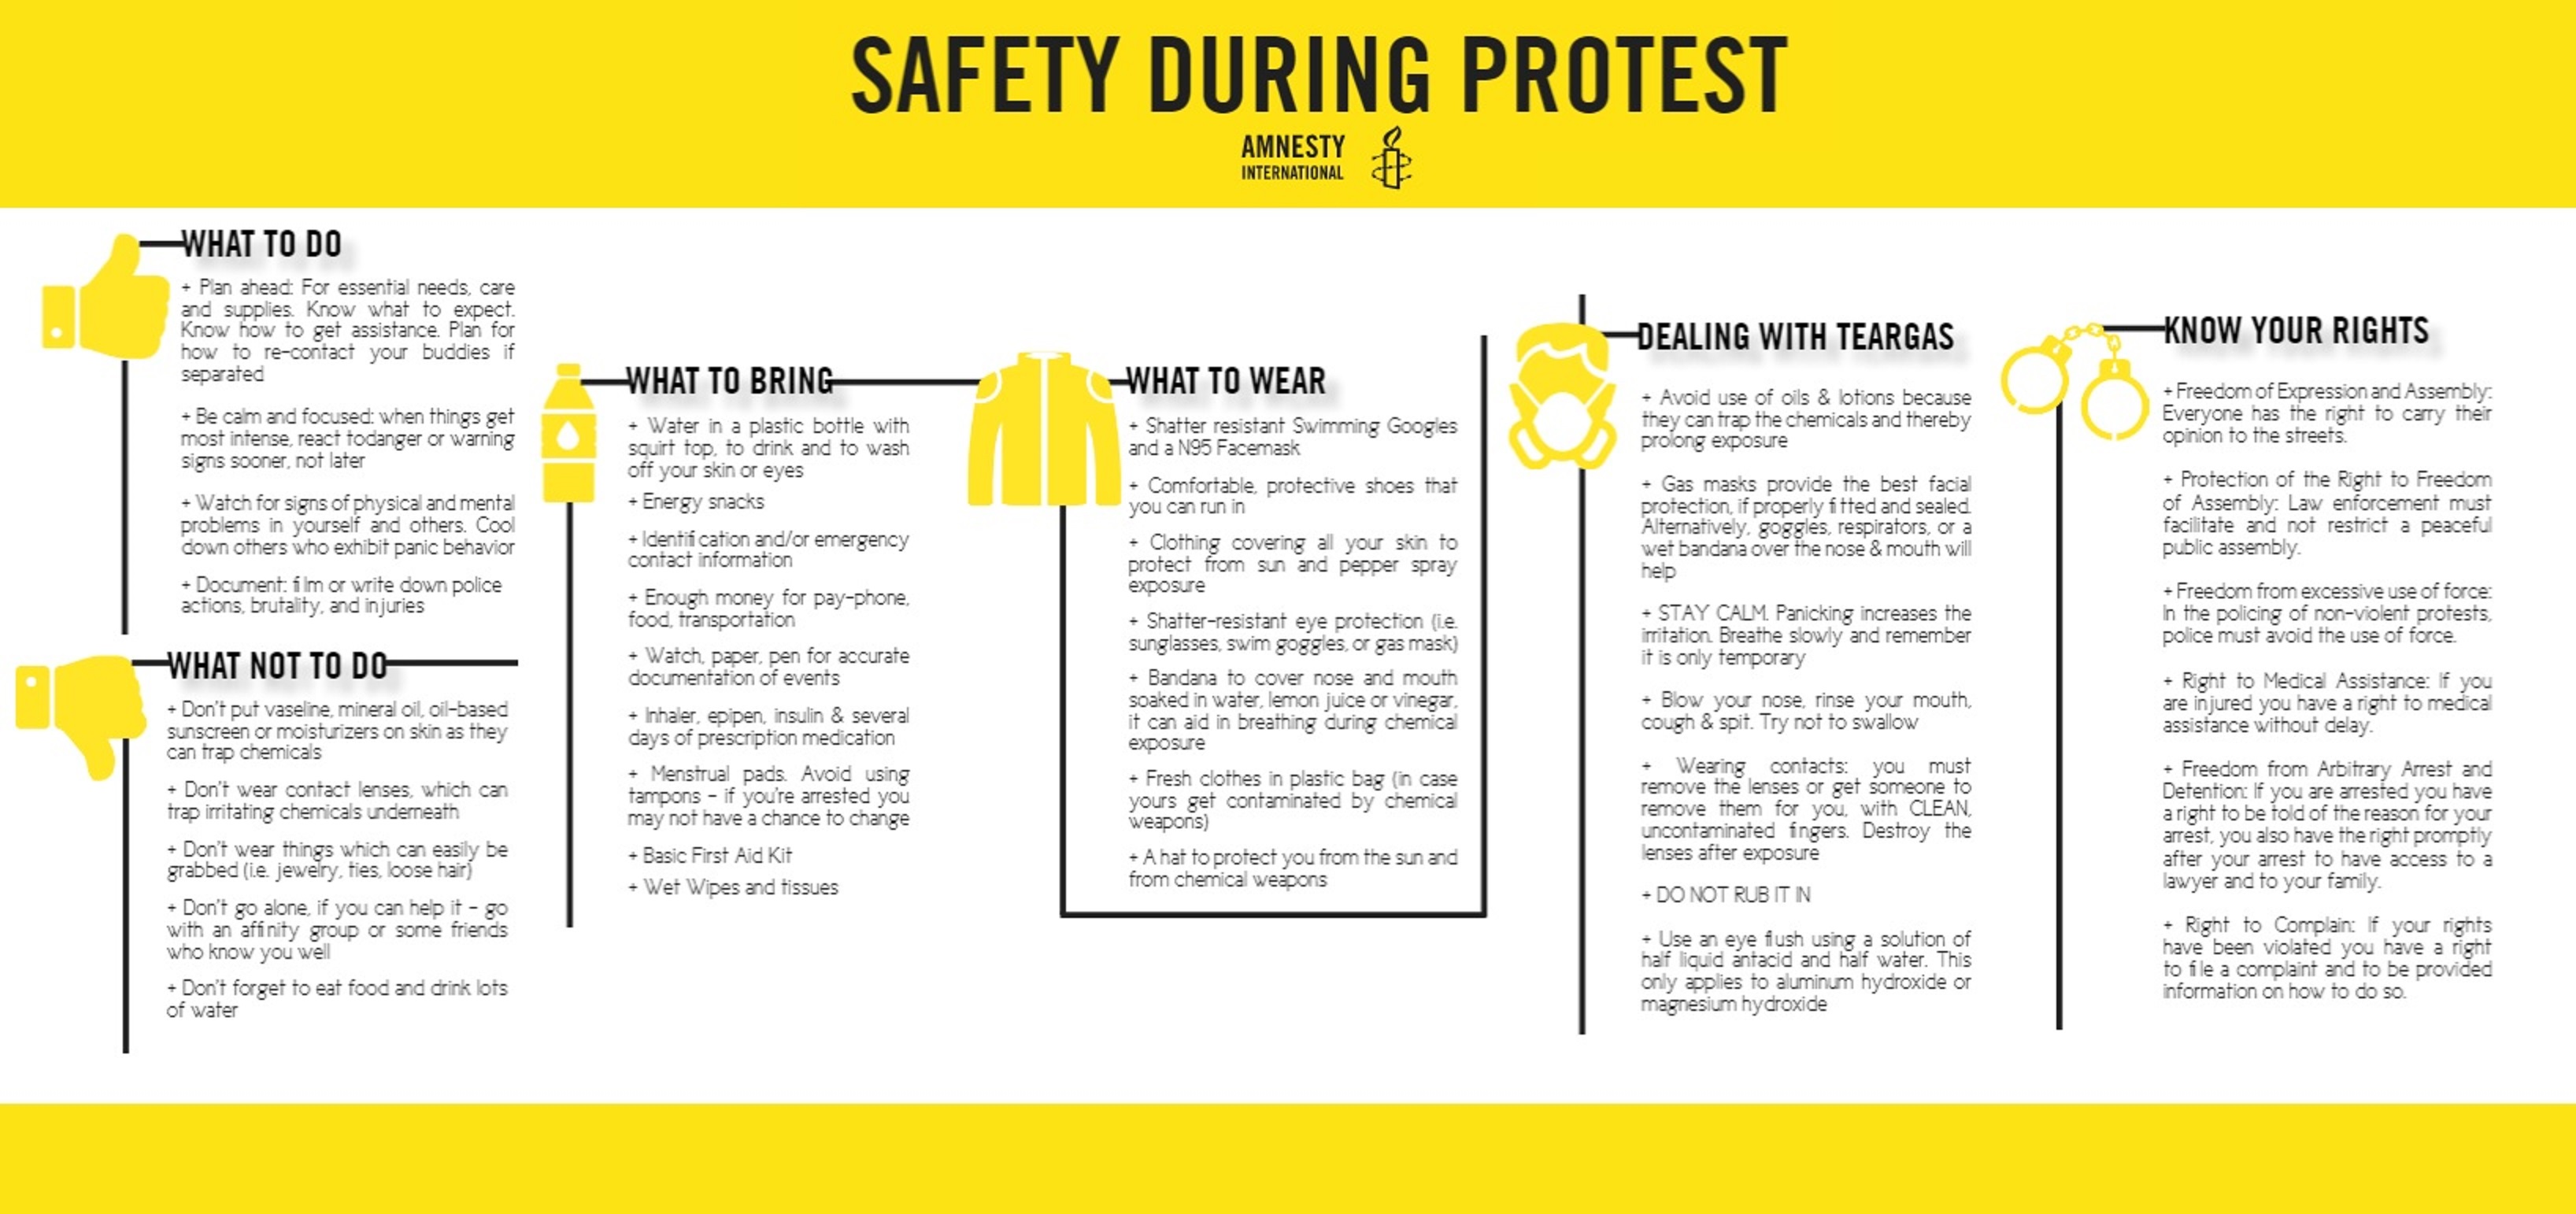 SAFETY DURING PROTEST
AMNESTY
INTERNATIONAL
WHAT TO DO
+ Plan ahead: For essential needs, care
and supplies. Know what to expect.
Know how to get assistance. Plan for
how to re-contact your buddies if
separated
+ Be calm and focused: when things get
most intense, react todanger or warning
signs sooner, not later
+ Watch for signs of physical and mental
problems in yourself and others. Cool
down others who exhibit panic behavior
+ Document: film or write down police
actions, brutality, and injuries
WHAT NOT TO DO
+ Don't put vaseline, mineral oil, oil-based
sunscreen or moisturizers on skin as they
can trap chemicals
+ Don't wear contact lenses, which can
trap irritating chemicals underneath
+ Don't wear things which can easily be
grabbed (i.e. jewelry, ties, loose hair)
+ Don't go alone, if you can help it - go
with an affinity group or some friends
who know you well
+ Don't forget to eat food and drink lots
of water
WHAT TO BRING
+ Water in a plastic bottle with
squirt top, to drink and to wash
off your skin or eyes
+ Energy snacks
+ Identification and/or emergency
contact information
+ Enough money for pay-phone,
food, transportation
+ Watch, paper, pen for accurate
documentation of events
+ Inhaler, epipen, insulin & several
days of prescription medication
+ Menstrual pads. Avoid using
tampons - if you're arrested you
may not have a chance to change
+ Basic First Aid Kit
+ Wet Wipes and tissues
WHAT TO WEAR
+ Shatter resistant Swimming Googles
and a N95 Facemask
+ Comfortable, protective shoes that
you can run in
+ Clothing covering all your skin to
protect from sun and pepper spray
exposure
+ Shatter-resistant eye protection (i.e.
sunglasses, swim goggles, or gas mask)
+ Bandana to cover nose and mouth
soaked in water, lemon juice or vinegar,
it can aid in breathing during chemical
exposure
+ Fresh clothes in plastic bag (in case
yours get contaminated by chemical
weapons)
+ A hat to protect you from the sun and
from chemical weapons
DEALING WITH TEARGAS
+ Avoid use of oils & lotions because
they can trap the chemicals and thereby
prolong exposure
+ Gas masks provide the best facial
protection, if properly fitted and sealed.
Alternatively, goggles, respirators, or a
wet bandana over the nose & mouth will
help
+ STAY CALM. Panicking increases the
irritation. Breathe slowly and remember
it is only temporary
+ Blow your nose, rinse your mouth,
cough & spit. Try not to swallow
+ Wearing contacts: you must
remove the lenses or get someone to
remove them for you, with CLEAN,
uncontaminated fingers. Destroy the
lenses after exposure
+ DO NOT RUB IT IN
+ Use an eye flush using a solution of
half liquid antacid and half water. This
only applies to aluminum hydroxide or
magnesium hydroxide
KNOW YOUR RIGHTS
+ Freedom of Expression and Assembly:
Everyone has the right to carry their
opinion to the streets.
+ Protection of the Right to Freedom
of Assembly: Law enforcement must
facilitate and not restrict a peaceful
public assembly.
+ Freedom from excessive use of force:
In the policing of non-violent protests,
police must avoid the use of force.
+ Right to Medical Assistance: If you
are injured you have a right to medical
assistance without delay.
+ Freedom from Arbitrary Arrest and
Detention: If you are arrested you have
a right to be told of the reason for your
arrest, you also have the right promptly
after your arrest to have access to a
lawyer and to your family.
+ Right to Complain: If your rights
have been violated you have a right
to file a complaint and to be provided
information on how to do so.